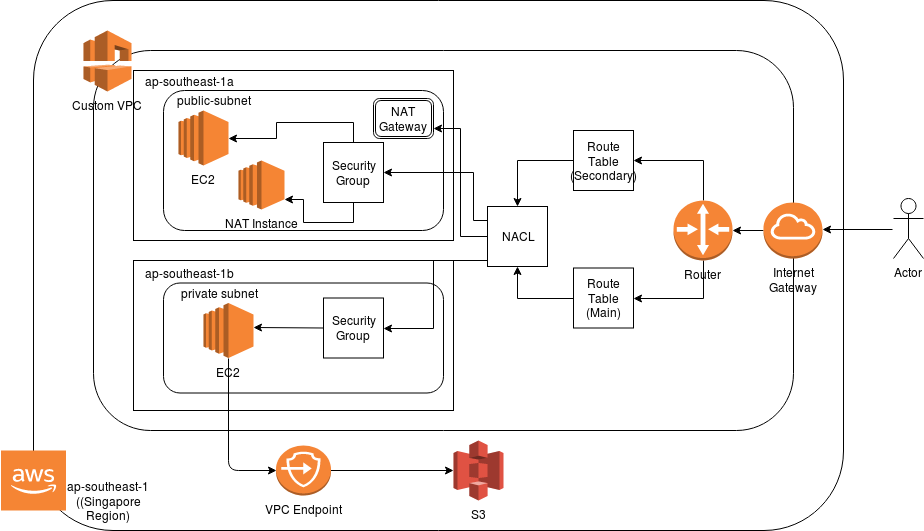 Custom VPC
ap-southeast-1a
public-subnet
NAT
Gateway
EC2
Security
Group
NAT Instance
Route
Table
(Secondary)
NACL
Router
Internet
Gateway
Actor
ap-southeast-1b
private subnet
Security
Group
EC2
Route
Table
(Main)
aws
ap-southeast-1
((Singapore
Region)
VPC Endpoint
S3